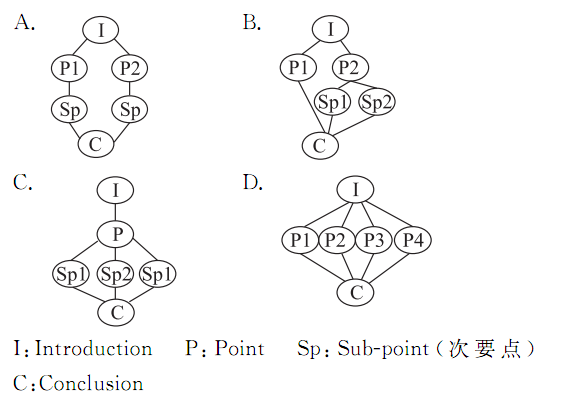 A. B.
I I
P1 P2 P1 P2
Sp Sp Sp1 Sp2
C C
C. D.
I I
P P1 P2 P3 P4
Sp1 Sp2 Sp1
C C
I: Introduction P: Point Sp: Sub-point (次要点)
C:Conclusion